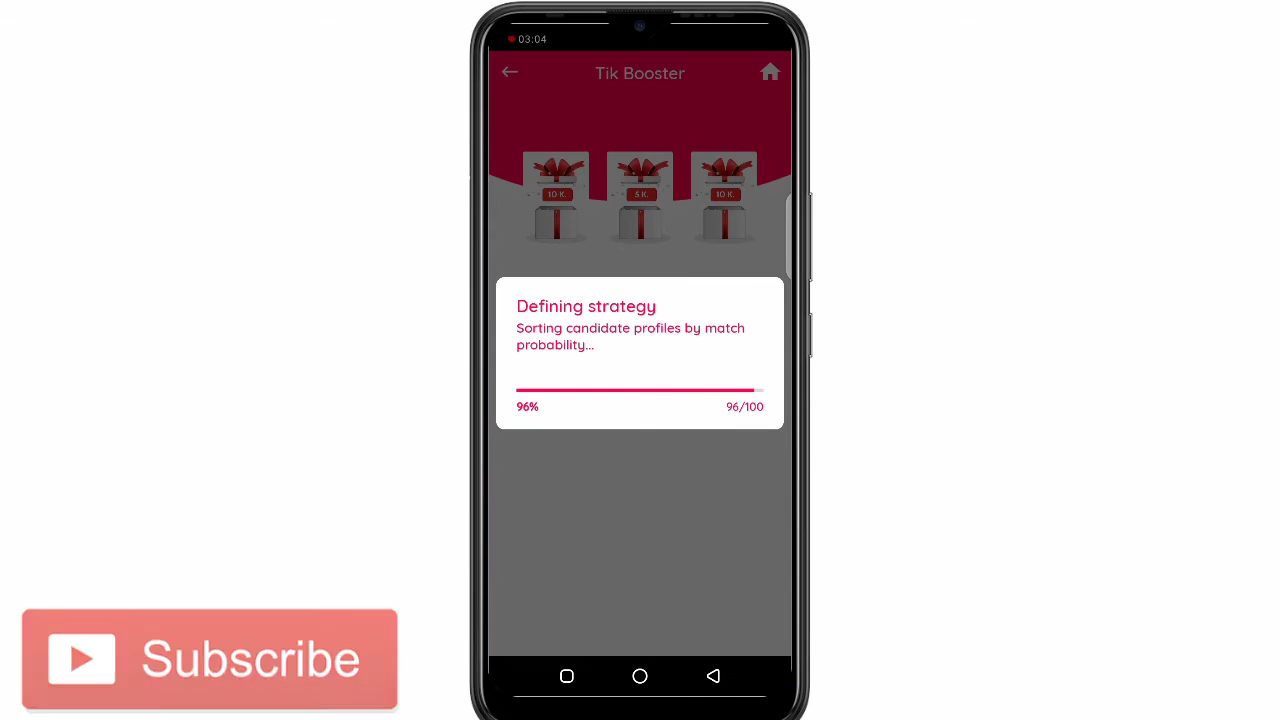 03:04
Tik Booster
10 K.
5 K.
10 K.
Defining strategy
Sorting candidate profiles by match
probability...
96%
96/100
Subscribe